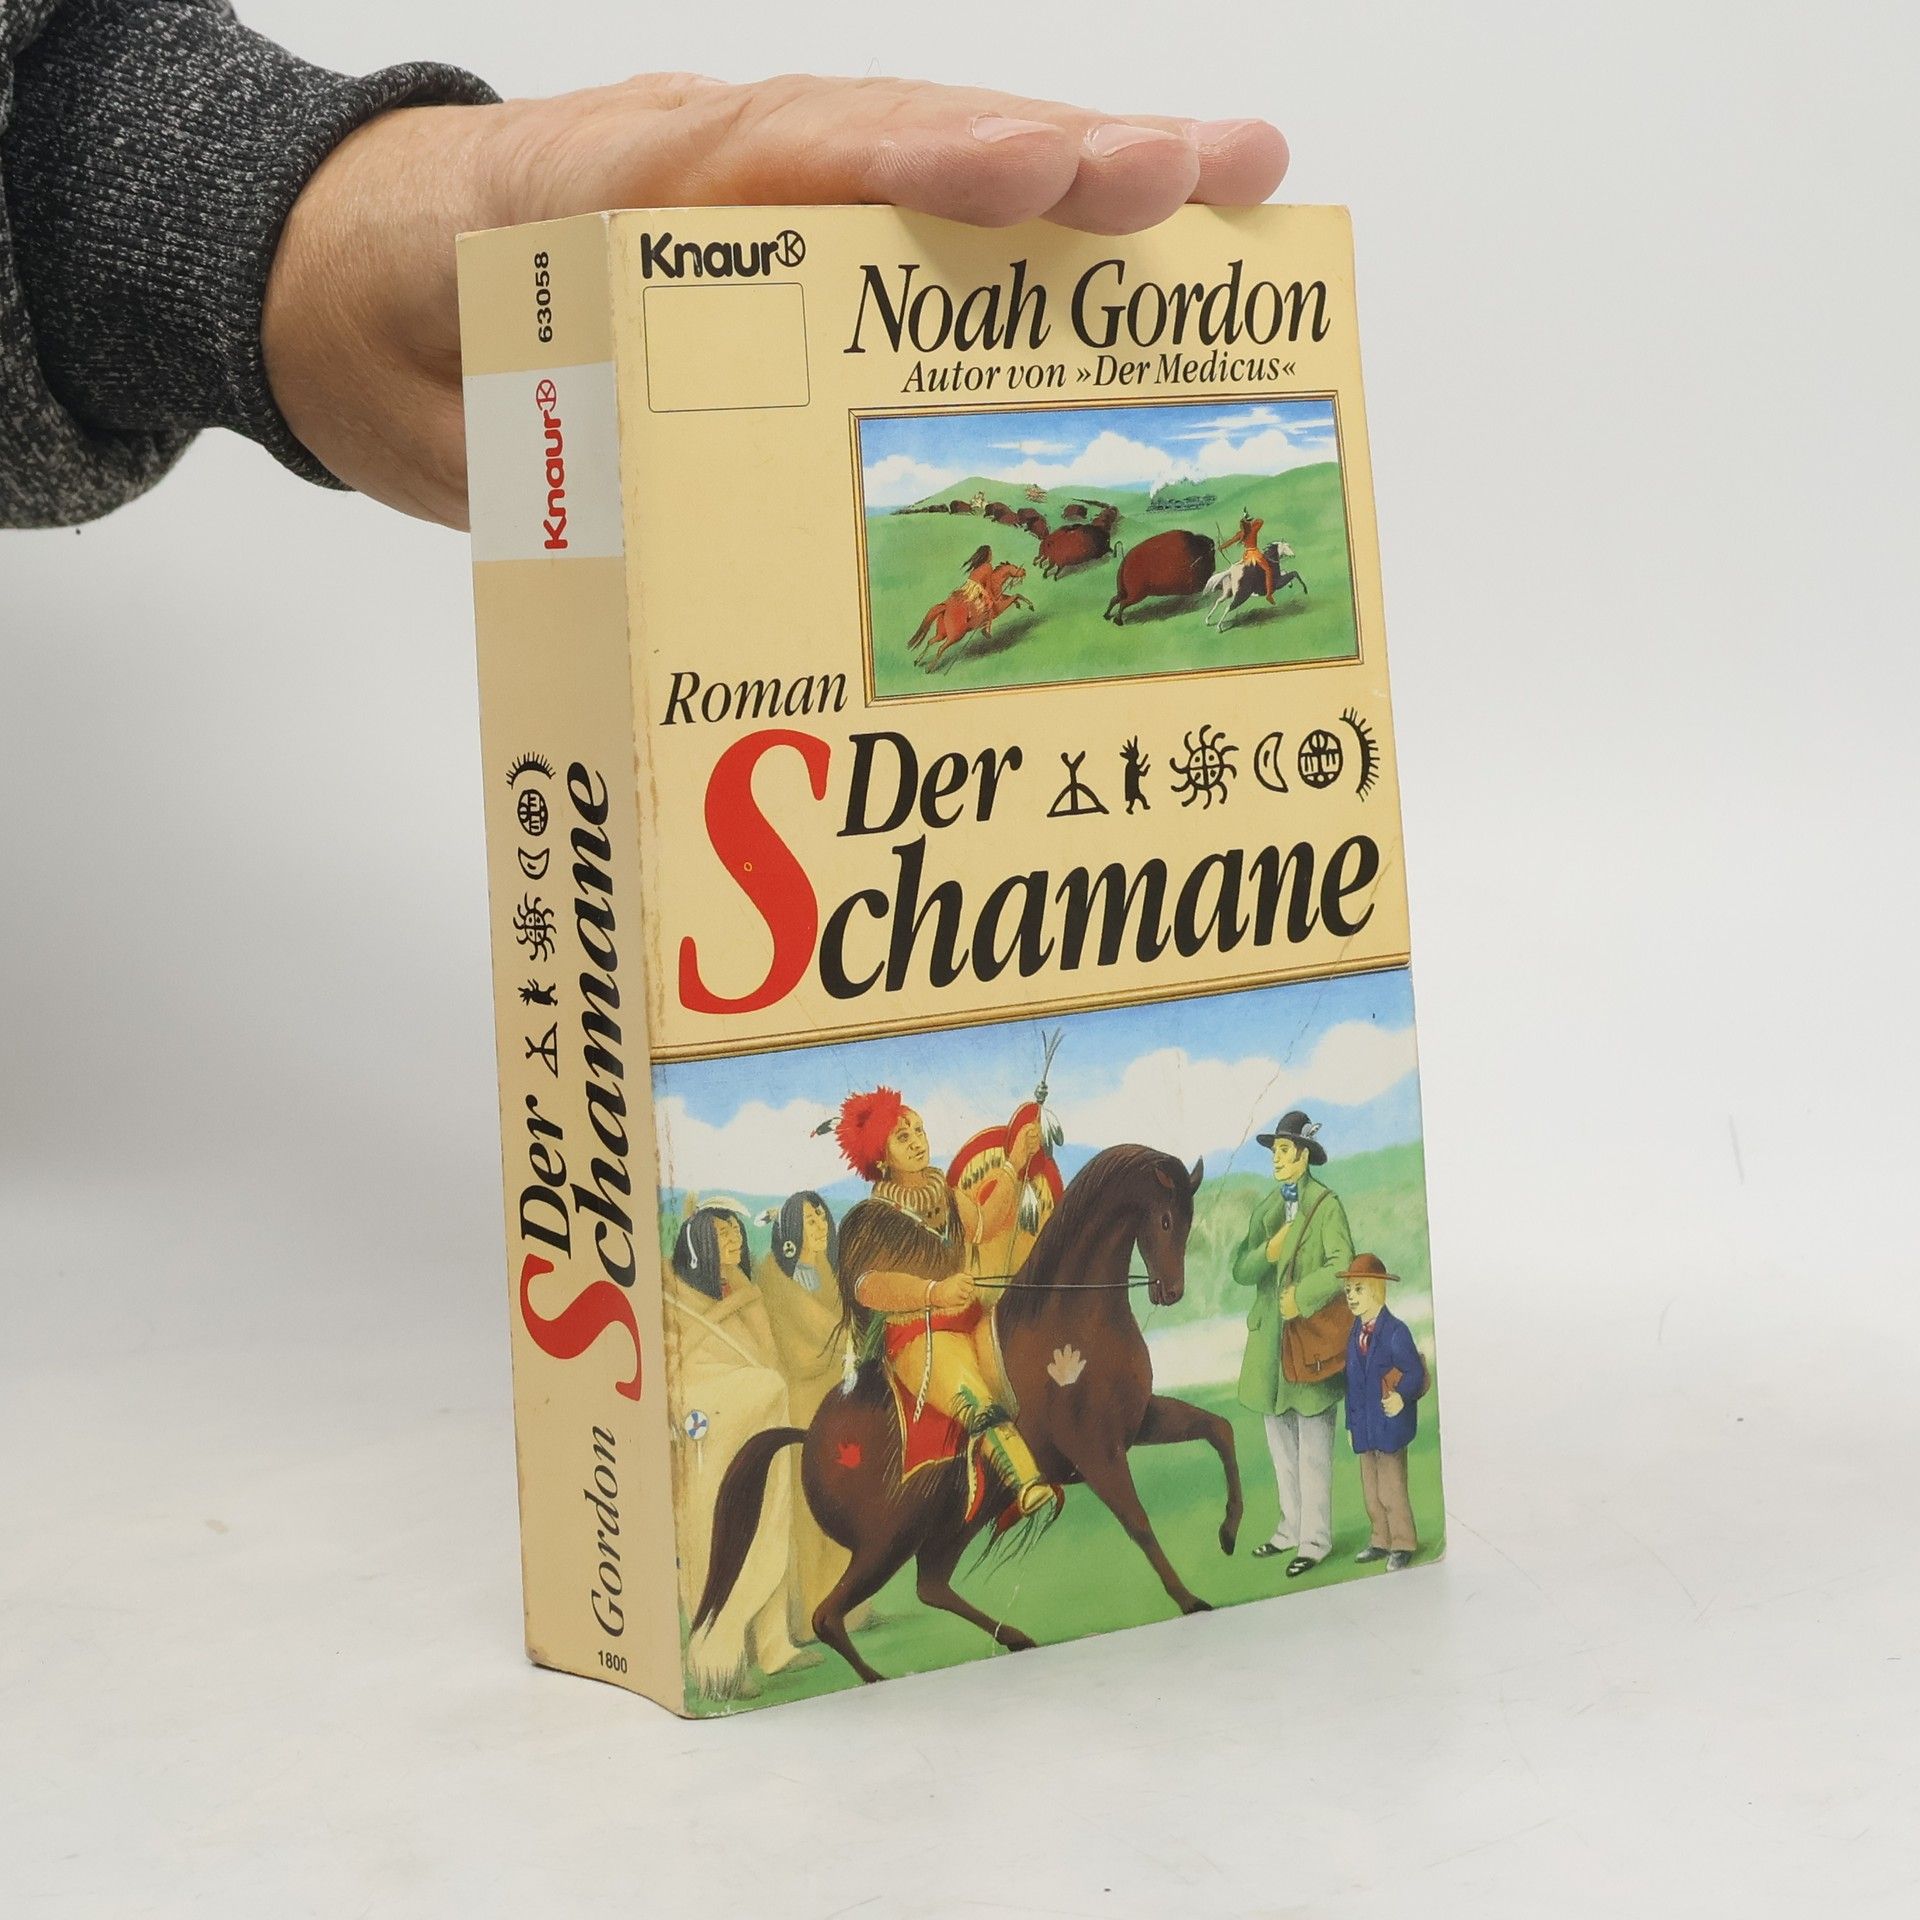 63058
Knaur
Der
Schamane
Gordon
1800
Knaur
Noah Gordon
Autor von »Der Medicus«
Roman
Der
Schamane